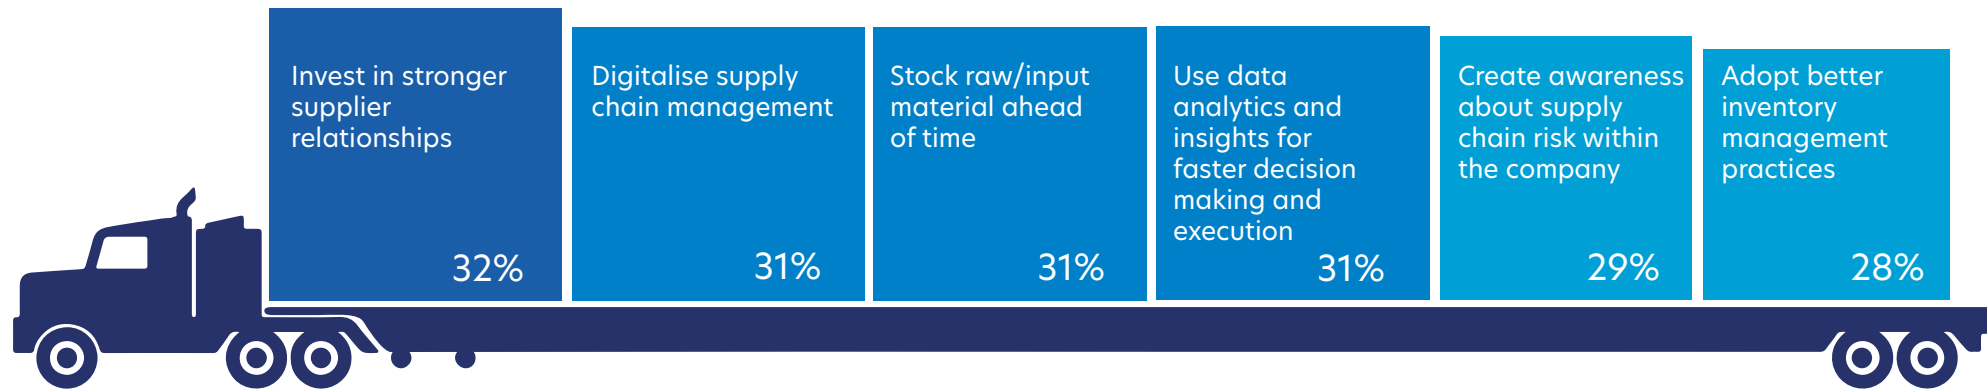 Invest in stronger
supplier
relationships
32%
Digitalise supply
chain management
31%
Stock raw/input
material ahead
of time
31%
Use data
analytics and
insights for
faster decision
making and
execution
31%
Create awareness
about supply
chain risk within
the company
29%
Adopt better
inventory
management
practices
28%